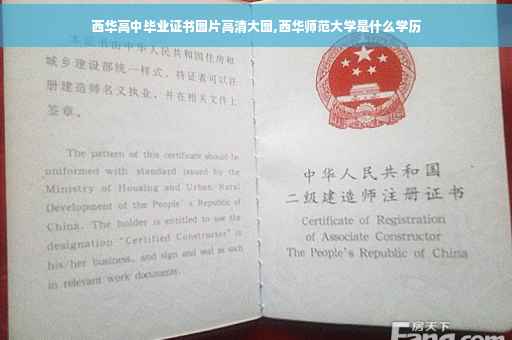 西华高中毕业证书图片高清大图,西华师范大学是什么学历
本证书由中华人民共和国住房和
城乡建设部统一样式，持证表可以在
册建造师名义执业，并在相关文件上
签章。
The pattern of this certificate should be
uniformed with standard issued by the
Ministry of Housing and Urban Rural
Development of the People's Republic of
China. The holder is entitled to use the
designation "Certified Constructor" in
his/her business, and sign and seal as such
in relevant work documents.
中华人民共和国
二级建造师注册证书
Certificate of Registration
of Associate Constructor
The People's Republic of China
房天下
Fang.com